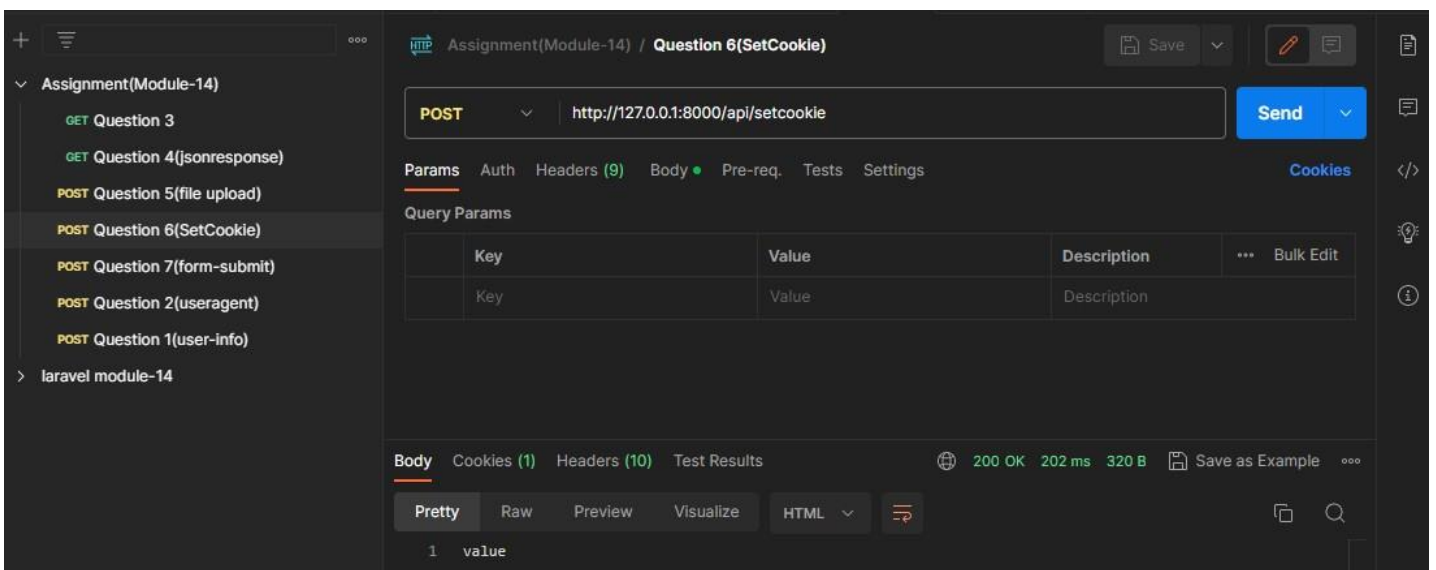 HTTP Assignment(Module-14) / Question 6(SetCookie) Save
Assignment(Module-14)
GET Question 3
GET Question 4(jsonresponse)
POST Question 5(file upload)
POST Question 6(SetCookie)
POST Question 7(form-submit)
POST Question 2(useragent)
POST Question 1(user-info)
laravel module-14
POST http://127.0.0.1:8000/api/setcookie Send
Params Auth Headers (9) Body Pre-req. Tests Settings Cookies
Query Params
Key Value Description Bulk Edit
Key Value Description
Body Cookies (1) Headers (10) Test Results 200 OK 202 ms 320 B Save as Example
Pretty Raw Preview Visualize HTML
1 value